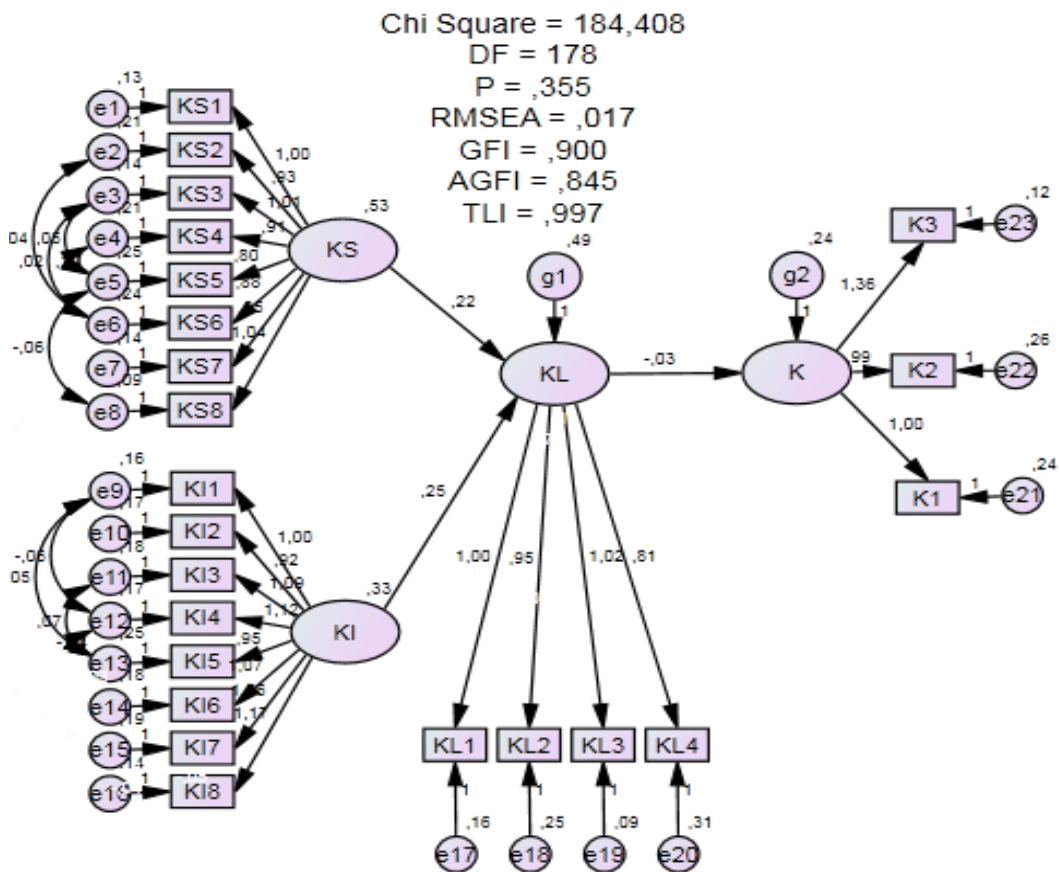 Chi Square = 184,408
DF = 178
P = ,355
RMSEA = ,017
GFI = ,900
AGFI = ,845
TLI = ,997
,13
e1
1
KS1
,21
e2
1
KS2
,14
e3
1
KS3
,21
e4
1
KS4
,25
e5
1
KS5
,24
e6
1
KS6
,14
e7
1
KS7
,09
e8
1
KS8
,02
-,06
1,00
,93
1,01
,91
,80
,88
1,04
,53
KS
,22
,16
e9
1
KI1
,17
e10
1
KI2
,18
e11
1
KI3
,17
e12
1
KI4
,25
e13
1
KI5
,18
e14
1
KI6
,19
e15
1
KI7
,14
1
KI8
,07
1,00
,92
1,09
1,12
,95
1,17
,33
KI
,25
,49
g1
1
KL
-,03
,24
g2
1
K
1,36
,99
1,00
K3
1
e23
,12
K2
1
e22
,26
K1
1
e21
,24
1,00
,95
1,02
,81
KL1
KL2
KL3
KL4
1
1
1
1
,16
,25
,09
,31
e17
e18
e19
e20